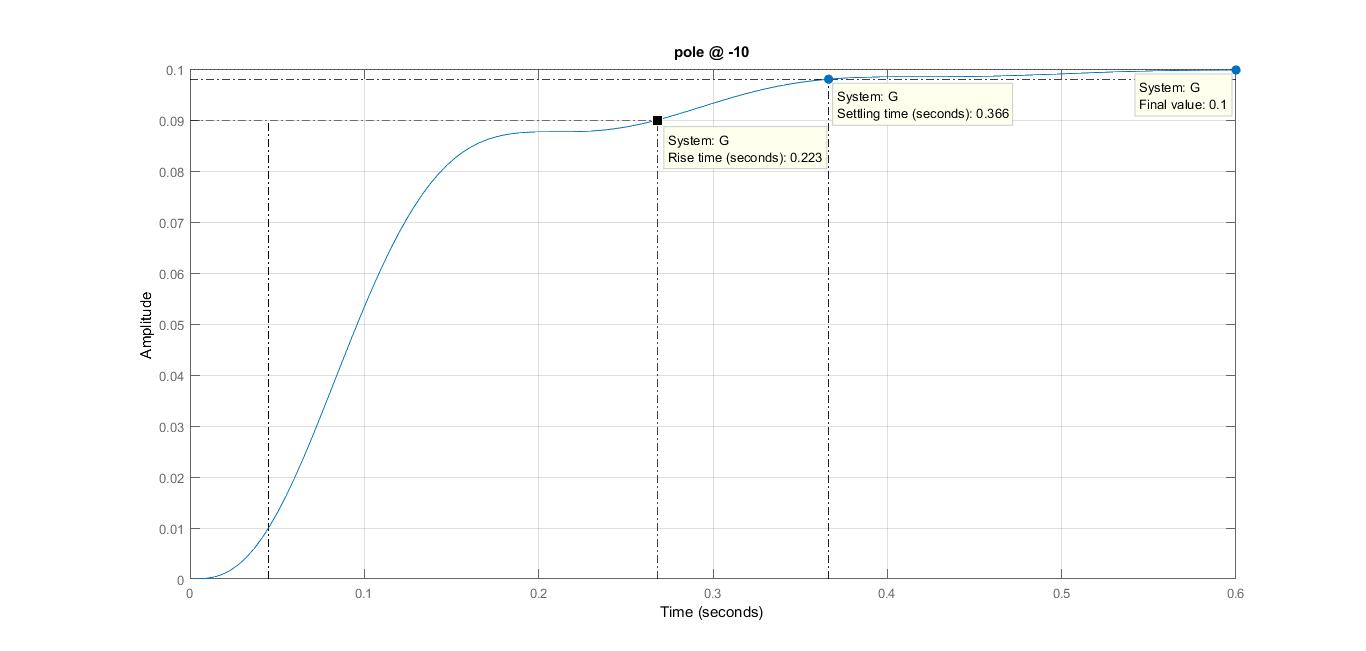 pole @ -10
Amplitude
0.1
0.09
0.08
0.07
0.06
0.05
0.04
0.03
0.02
0.01
0
System: G
Rise time (seconds): 0.223
System: G
Settling time (seconds): 0.366
System: G
Final value: 0.1
0
0.1
0.2
0.3
0.4
0.5
0.6
Time (seconds)